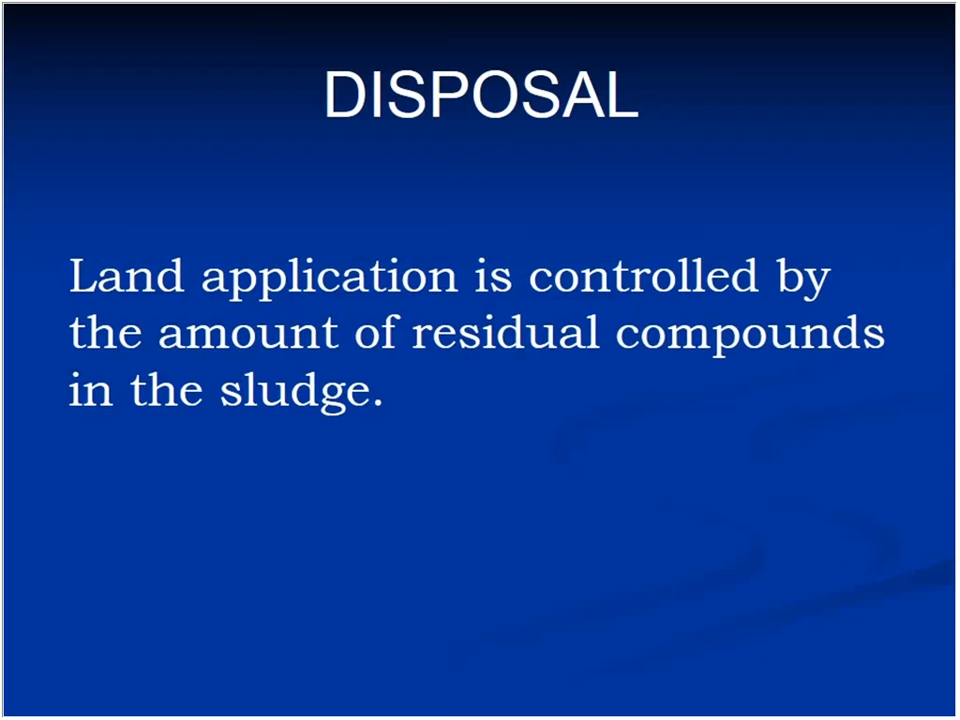 DISPOSAL
Land application is controlled by
the amount of residual compounds
in the sludge.